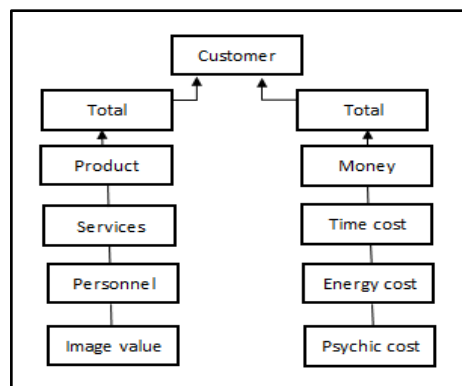 Customer
Total
Total
Product
Money
Services
Time cost
Personnel
Energy cost
Image value
Psychic cost